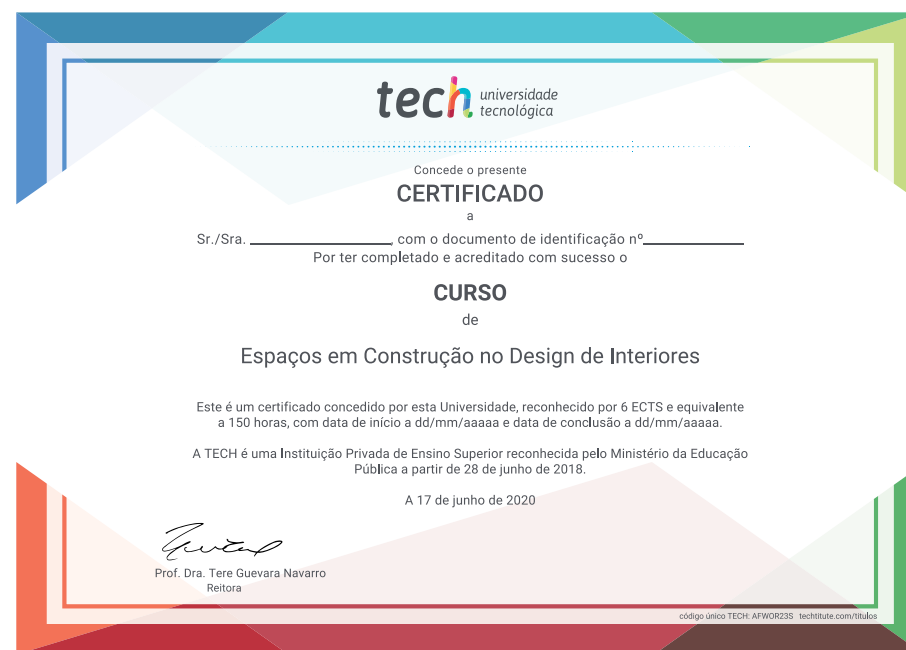 tech universidade
tecnológica
Concede o presente
CERTIFICADO
a
Sr./Sra. ____________, com o documento de identificação nº_________
Por ter completado e acreditado com sucesso o
CURSO
de
Espaços em Construção no Design de Interiores
Este é um certificado concedido por esta Universidade, reconhecido por 6 ECTS e equivalente
a 150 horas, com data de início a dd/mm/aaaaa e data de conclusão a dd/mm/aaaaa.
A TECH é uma Instituição Privada de Ensino Superior reconhecida pelo Ministério da Educação
Pública a partir de 28 de junho de 2018.
A 17 de junho de 2020
Prof. Dra. Tere Guevara Navarro
Reitora
código único TECH: AFWOR23S techtitute.com/titulos